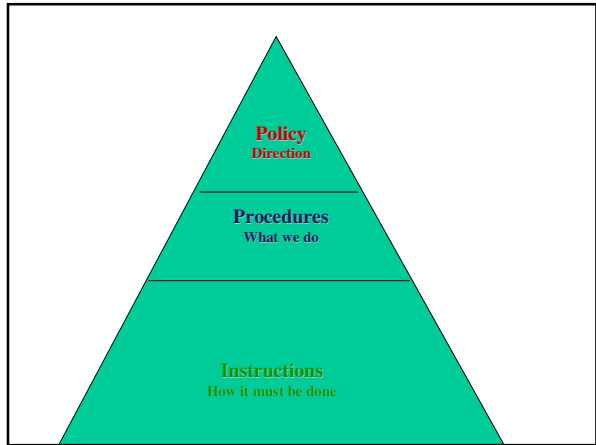 Policy
Direction
Procedures
What we do
Instructions
How it must be done